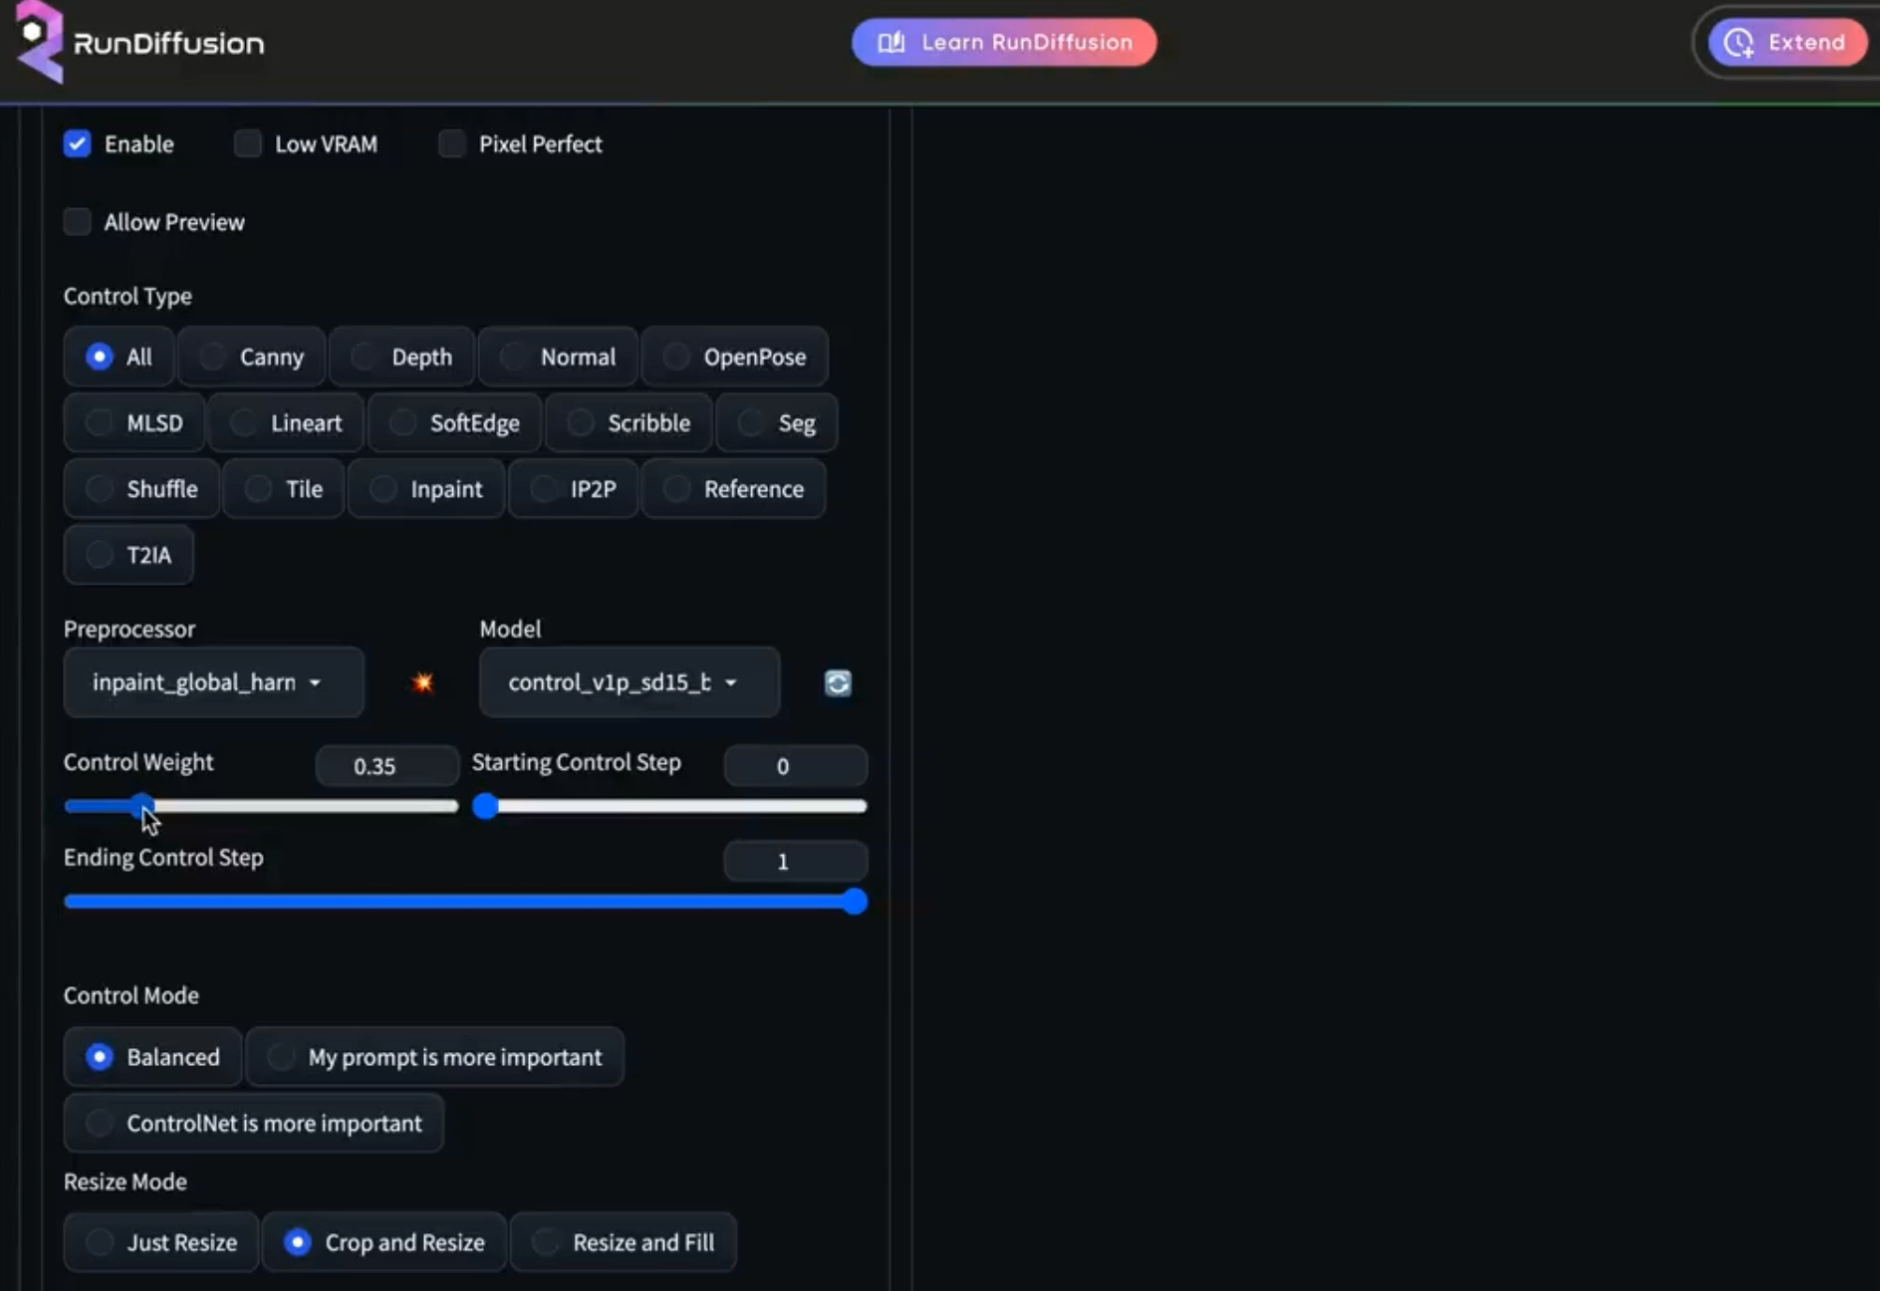 RunDiffusion
Learn RunDiffusion
Extend
Enable Low VRAM Pixel Perfect
Allow Preview
Control Type
All Canny Depth Normal OpenPose
MLSD Lineart SoftEdge Scribble Seg
Shuffle Tile Inpaint IP2P Reference
T2IA
Preprocessor Model
inpaint_global_harn control_v1p_sd15_b
Control Weight 0.35 Starting Control Step 0
Ending Control Step 1
Control Mode
Balanced My prompt is more important
ControlNet is more important
Resize Mode
Just Resize Crop and Resize Resize and Fill